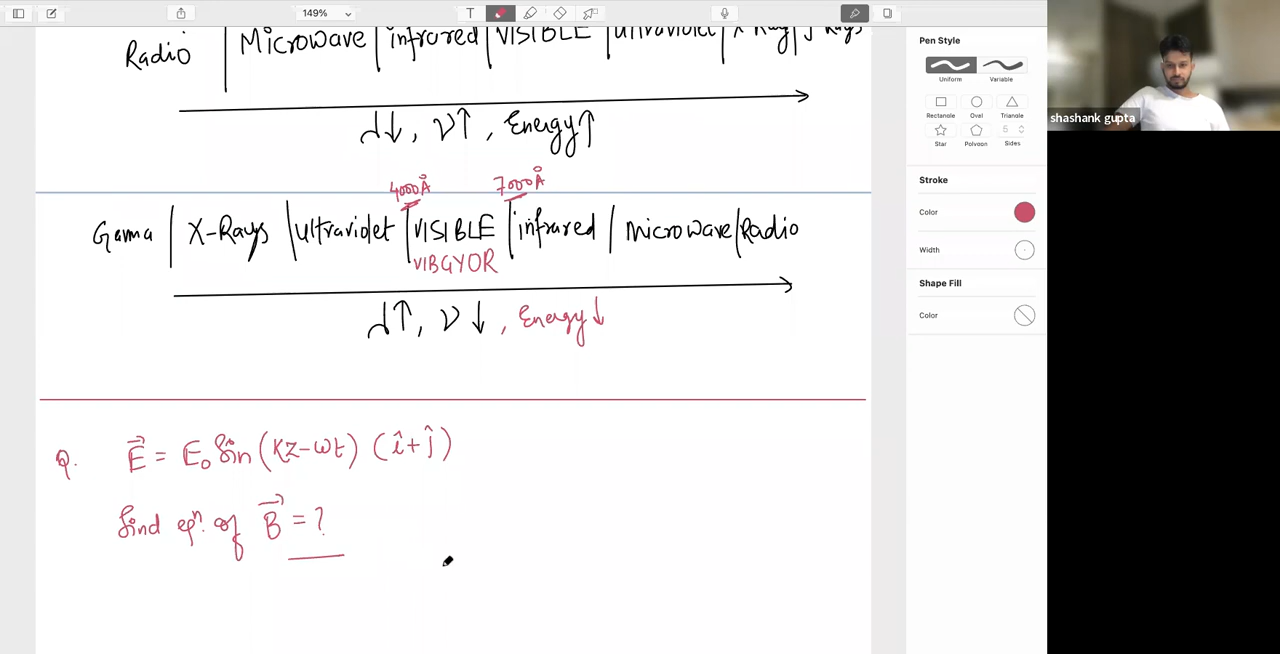 149%
T
Radio | Microwave | infrared | VISIBLE | ultraviolet | X-Ray |
λ↓, ν↑, Energy↑
4000Å 7000Å
Gama | X-Rays | ultraviolet | VISIBLE | infrared | microwave | Radio
VIBGYOR
λ↑, ν↓, Energy↓
Q. E⃗ = E₀ sin(kz-ωt) (î+ĵ)
find eqⁿ. of B⃗ = ?
Pen Style
Uniform Variable
Rectangle Oval Triangle
5
Star Polygon Sides
Stroke
Color
Width
Shape Fill
Color
shashank gupta